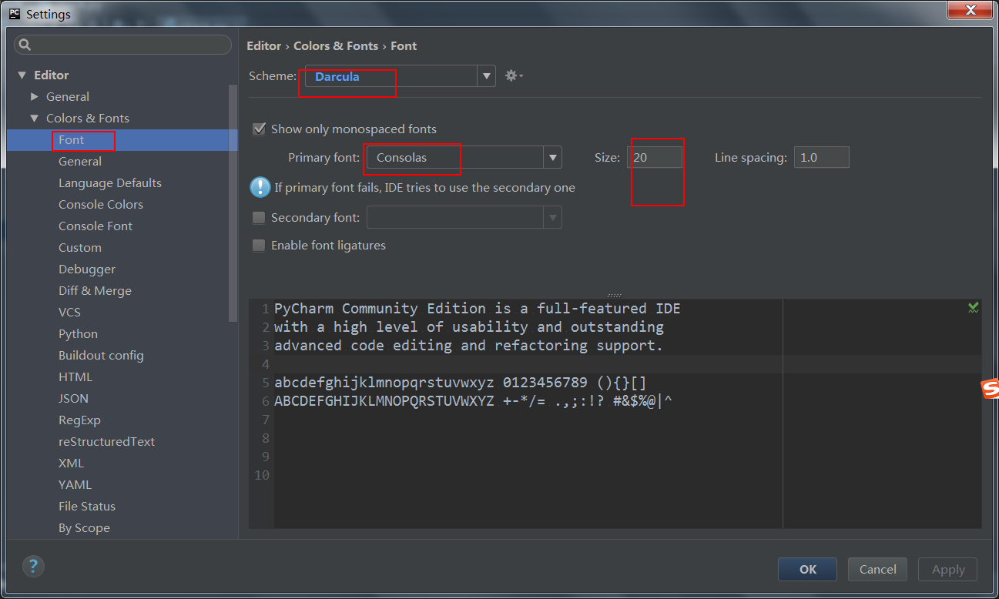 PC Settings
Editor
General
Colors & Fonts
Font
General
Language Defaults
Console Colors
Console Font
Custom
Debugger
Diff & Merge
VCS
Python
Buildout config
HTML
JSON
RegExp
reStructuredText
XML
YAML
File Status
By Scope
Editor › Colors & Fonts › Font
Scheme: Darcula
Show only monospaced fonts
Primary font: Consolas Size: 20 Line spacing: 1.0
! If primary font fails, IDE tries to use the secondary one
Secondary font:
Enable font ligatures
1 PyCharm Community Edition is a full-featured IDE
2 with a high level of usability and outstanding
3 advanced code editing and refactoring support.
4
5 abcdefghijklmnopqrstuvwxyz 0123456789 (){}[]
6 ABCDEFGHIJKLMNOPQRSTUVWXYZ +-*/= .,;:!? #&$%@|^
7
8
9
10
S
? OK Cancel Apply